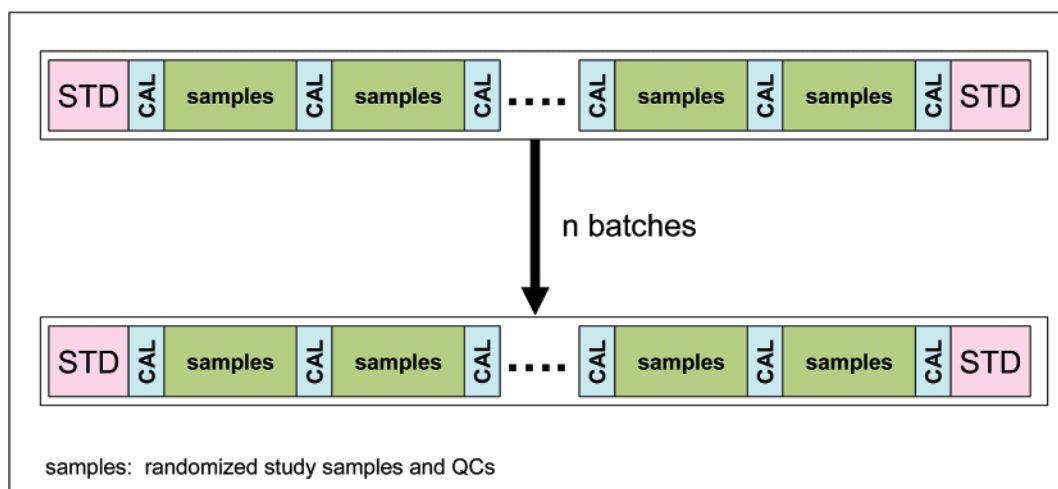 STD CAL samples CAL samples CAL .... CAL samples CAL samples CAL STD
n batches
STD CAL samples CAL samples CAL .... CAL samples CAL samples CAL STD
samples: randomized study samples and QCs